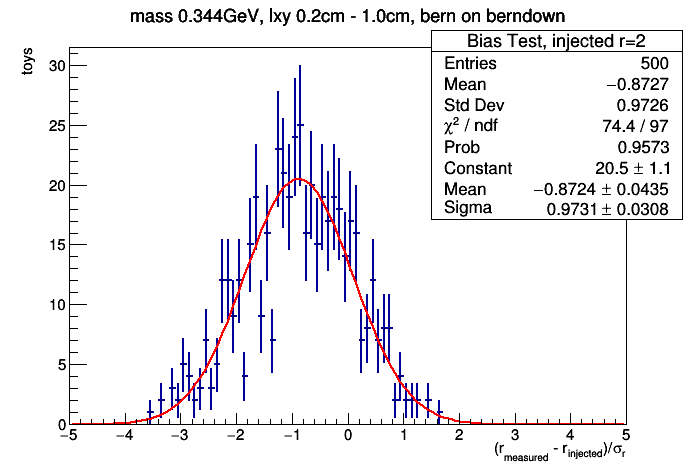 mass 0.344GeV, lxy 0.2cm - 1.0cm, bern on berndown
toys
Bias Test, injected r=2
Entries 500
Mean −0.8727
Std Dev 0.9726
χ² / ndf 74.4 / 97
Prob 0.9573
Constant 20.5 ± 1.1
Mean −0.8724 ± 0.0435
Sigma 0.9731 ± 0.0308
30
25
20
15
10
5
0
−5 −4 −3 −2 −1 0 1 2 3 4 5
(r_measured - r_injected)/σ_r